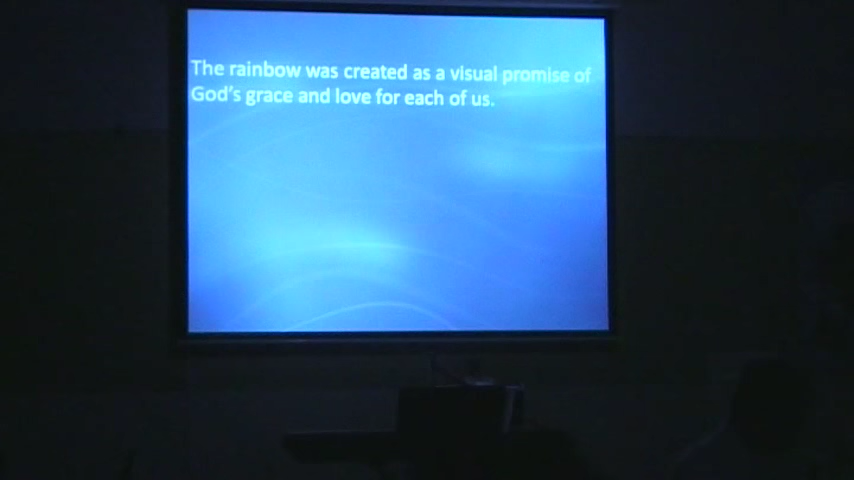 The rainbow was created as a visual promise of
God's grace and love for each of us.